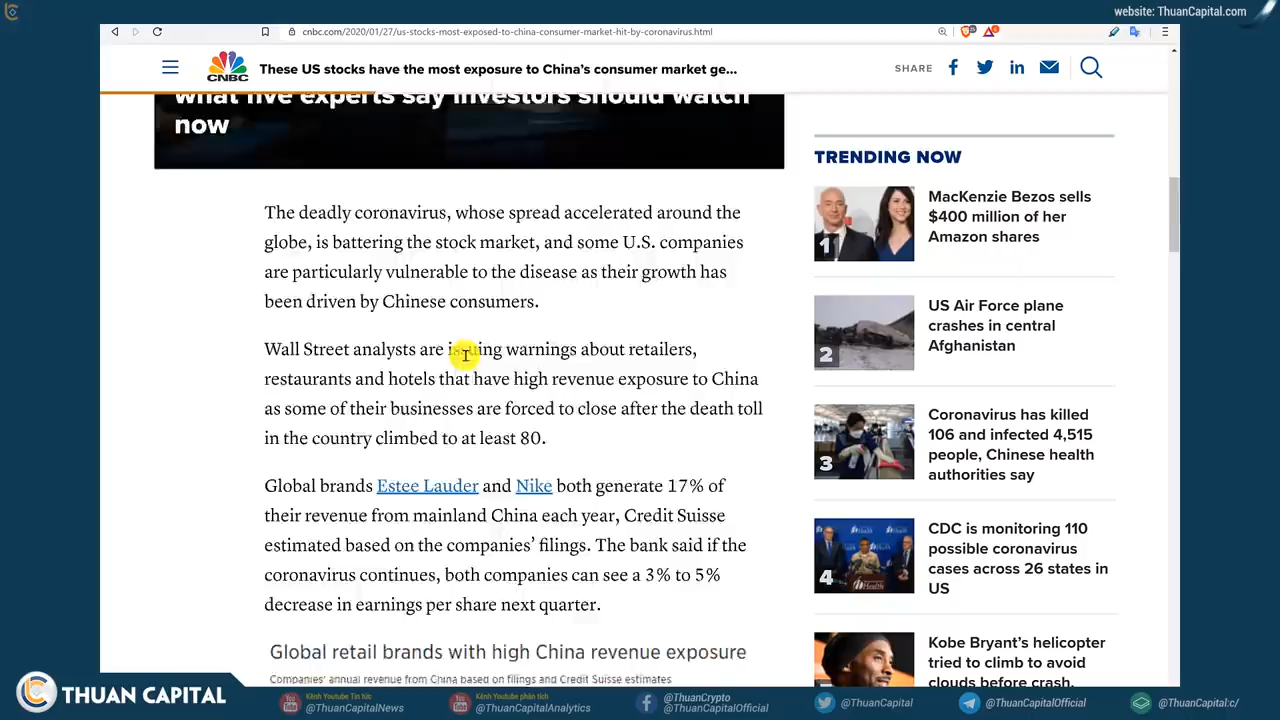 website: ThuanCapital.com
cnbc.com/2020/01/27/us-stocks-most-exposed-to-china-consumer-market-hit-by-coronavirus.html
CNBC
These US stocks have the most exposure to China's consumer market ge...
SHARE
what five experts say investors should watch
now
The deadly coronavirus, whose spread accelerated around the
globe, is battering the stock market, and some U.S. companies
are particularly vulnerable to the disease as their growth has
been driven by Chinese consumers.
Wall Street analysts are issuing warnings about retailers,
restaurants and hotels that have high revenue exposure to China
as some of their businesses are forced to close after the death toll
in the country climbed to at least 80.
Global brands Estee Lauder and Nike both generate 17% of
their revenue from mainland China each year, Credit Suisse
estimated based on the companies' filings. The bank said if the
coronavirus continues, both companies can see a 3% to 5%
decrease in earnings per share next quarter.
Global retail brands with high China revenue exposure
Companies' annual revenue from China based on filings and Credit Suisse estimates
TRENDING NOW
1
MacKenzie Bezos sells
$400 million of her
Amazon shares
2
US Air Force plane
crashes in central
Afghanistan
3
Coronavirus has killed
106 and infected 4,515
people, Chinese health
authorities say
4
CDC is monitoring 110
possible coronavirus
cases across 26 states in
US
Kobe Bryant's helicopter
tried to climb to avoid
clouds before crash,
THUAN CAPITAL
Kênh Youtube Tin tức
@ThuanCapitalNews
Kênh Youtube phân tích
@ThuanCapitalAnalytics
@ThuanCrypto
@ThuanCapitalOfficial
@ThuanCapital
@ThuanCapitalOfficial
@ThuanCapital:c/